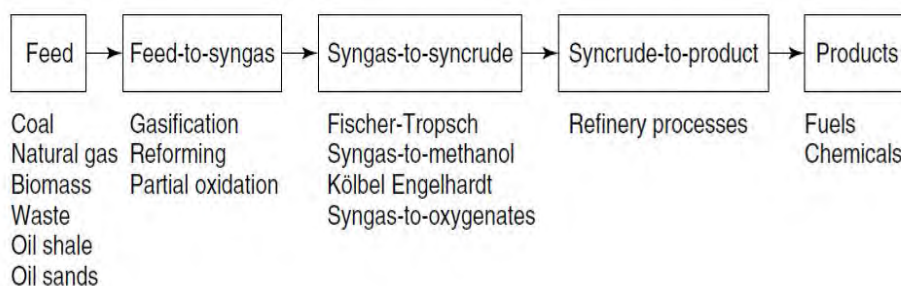 Feed
Feed-to-syngas
Syngas-to-syncrude
Syncrude-to-product
Products
Coal
Natural gas
Biomass
Waste
Oil shale
Oil sands
Gasification
Reforming
Partial oxidation
Fischer-Tropsch
Syngas-to-methanol
Kölbel Engelhardt
Syngas-to-oxygenates
Refinery processes
Fuels
Chemicals